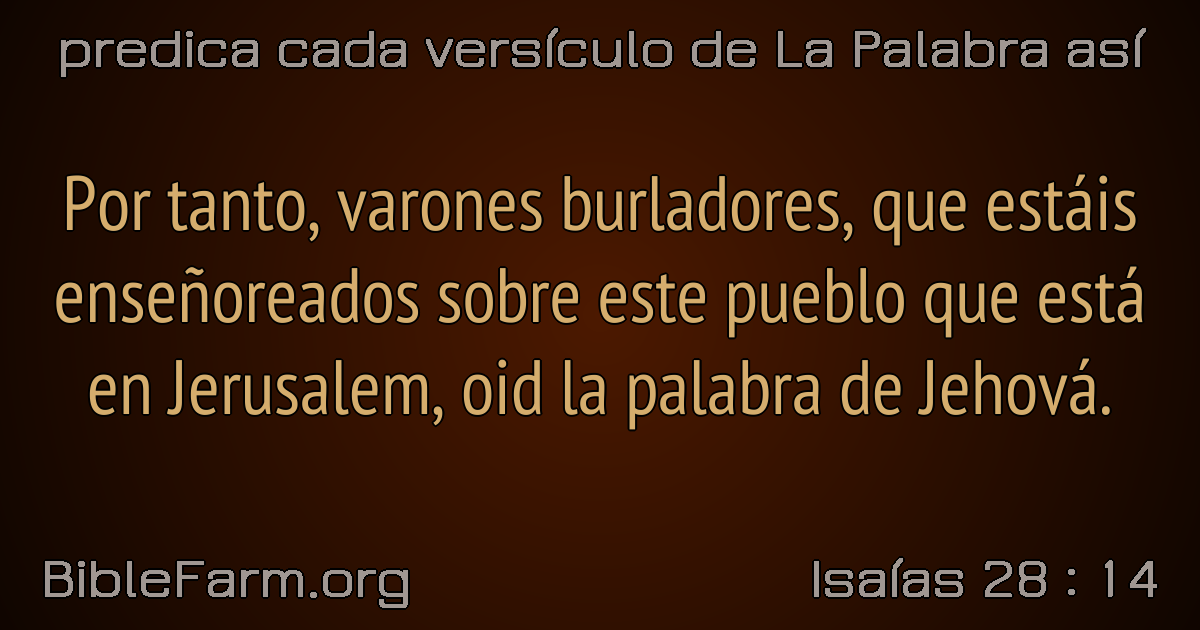 predica cada versículo de La Palabra así
Por tanto, varones burladores, que estáis
enseñoreados sobre este pueblo que está
en Jerusalem, oid la palabra de Jehová.
BibleFarm.org
Isaías 28 : 14